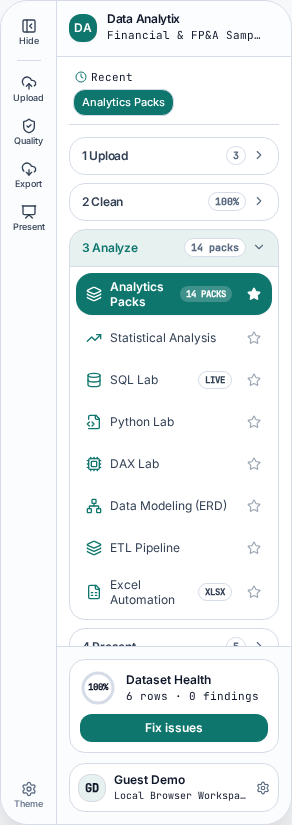 Hide
Upload
Quality
Export
Present
Theme
DA
Data Analytix
Financial & FP&A Samp…
Recent
Analytics Packs
1 Upload 3
2 Clean 100%
3 Analyze 14 packs
Analytics
Packs
14 PACKS
Statistical Analysis
SQL Lab LIVE
Python Lab
DAX Lab
Data Modeling (ERD)
ETL Pipeline
Excel
Automation
XLSX
4 Present 5
100%
Dataset Health
6 rows · 0 findings
Fix issues
GD
Guest Demo
Local Browser Workspa…